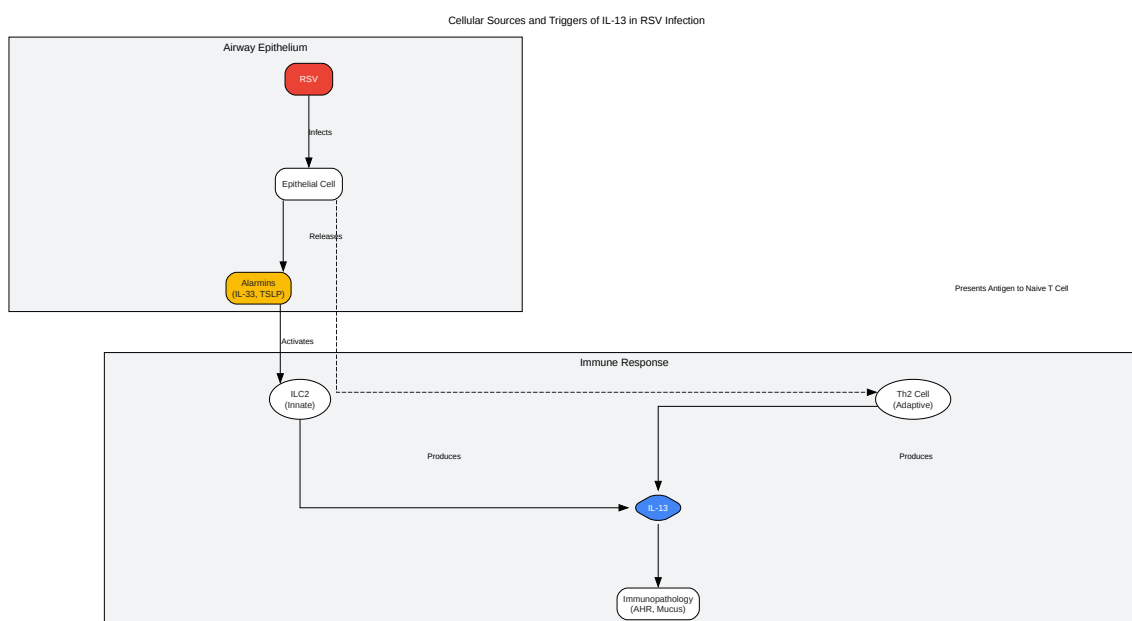 Cellular Sources and Triggers of IL-13 in RSV Infection
Airway Epithelium
RSV
Infects
Epithelial Cell
Releases
Alarmins
(IL-33, TSLP)
Presents Antigen to Naive T Cell
Activates
Immune Response
ILC2
(Innate)
Th2 Cell
(Adaptive)
Produces
Produces
IL-13
Immunopathology
(AHR, Mucus)